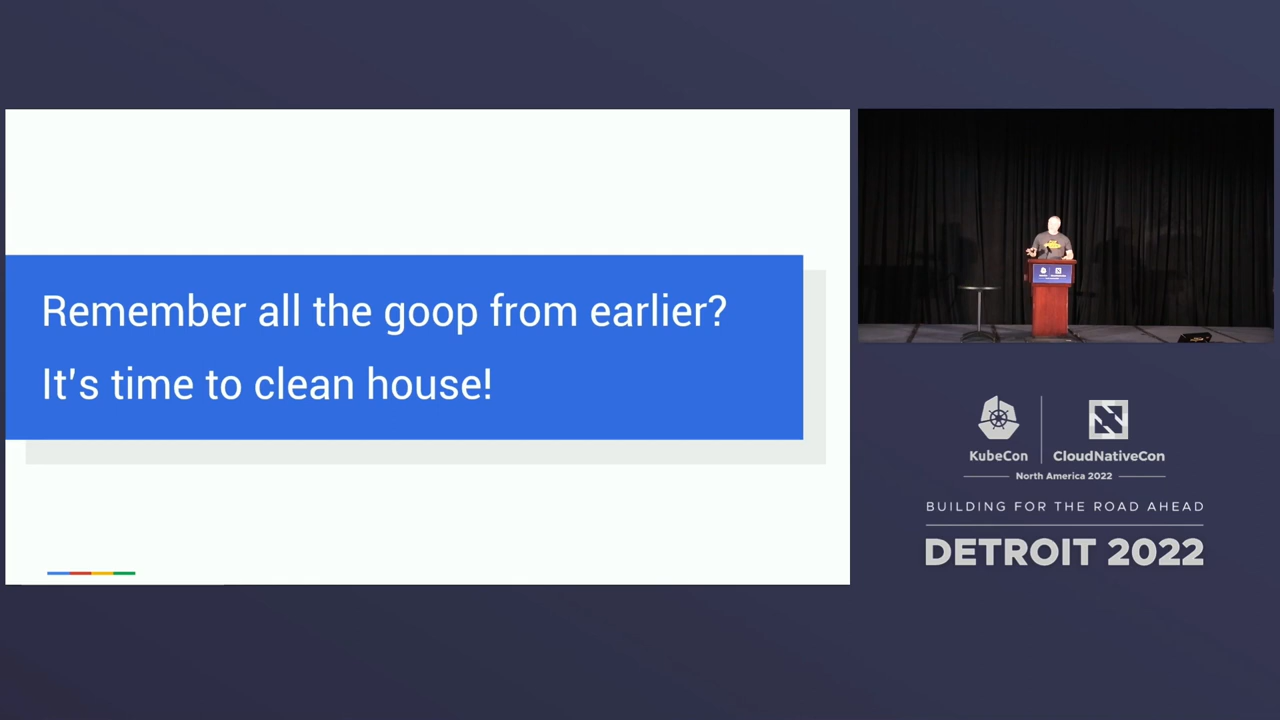 Remember all the goop from earlier?
It's time to clean house!
KubeCon
CloudNativeCon
North America 2022
BUILDING FOR THE ROAD AHEAD
DETROIT 2022